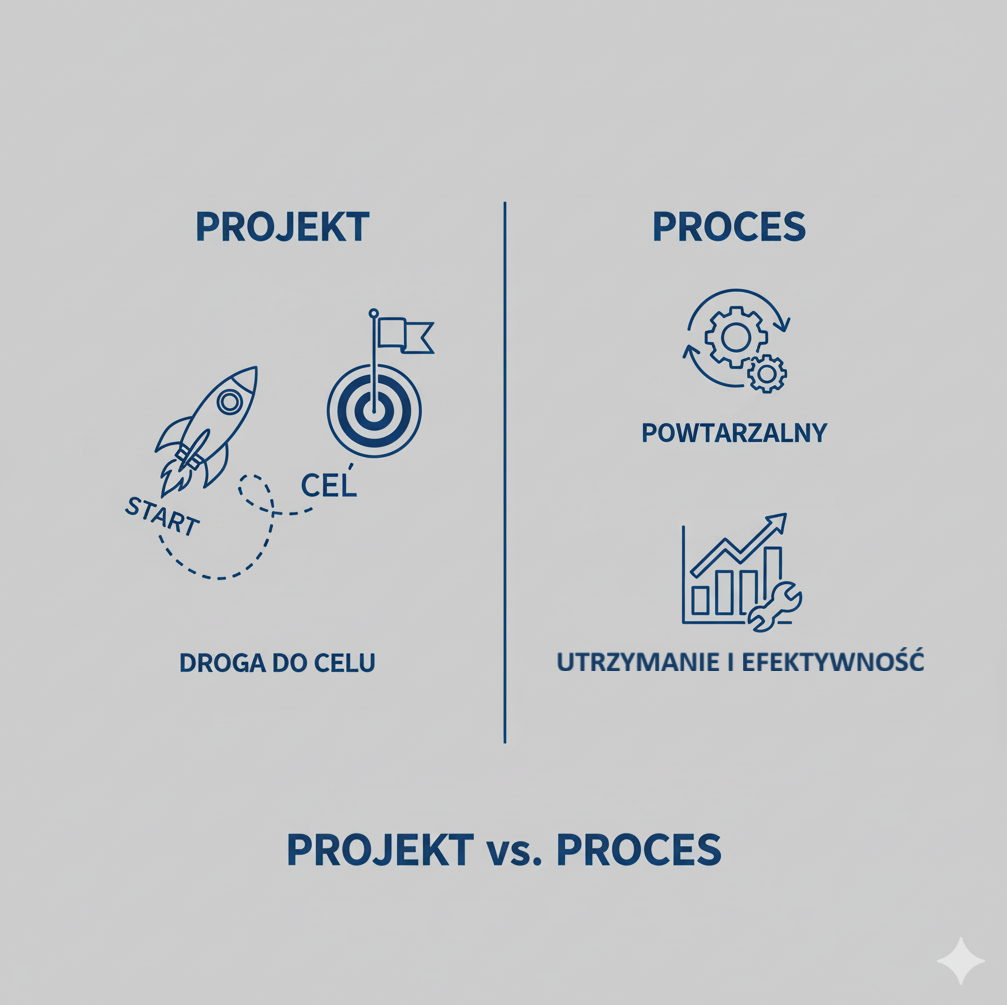 PROJEKT
START
CEL
DROGA DO CELU
PROCES
POWTARZALNY
UTRZYMANIE I EFEKTYWNOŚĆ
PROJEKT vs. PROCES